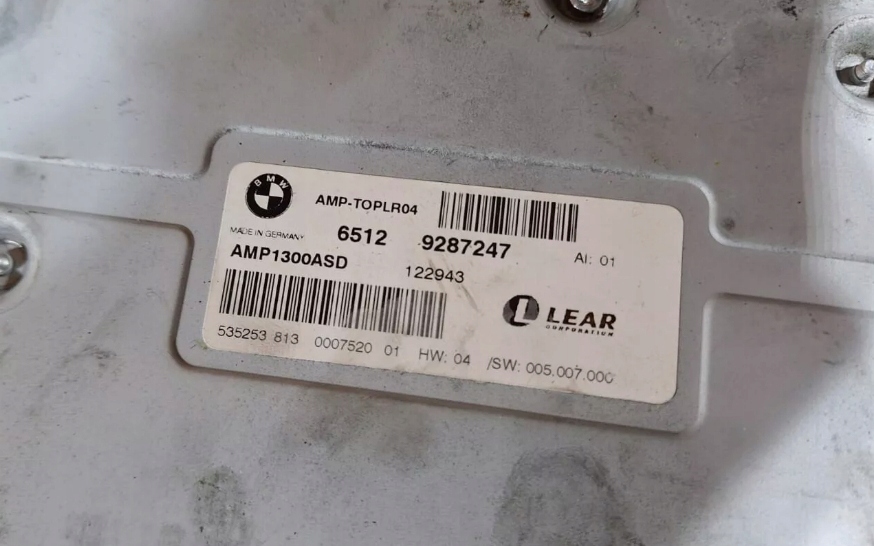 BMW
AMP-TOPLR04
MADE IN GERMANY
6512 9287247 AI: 01
AMP1300ASD 122943
LEAR
CORPORATION
535253 813 0007520 01 HW: 04 /SW: 005.007.000